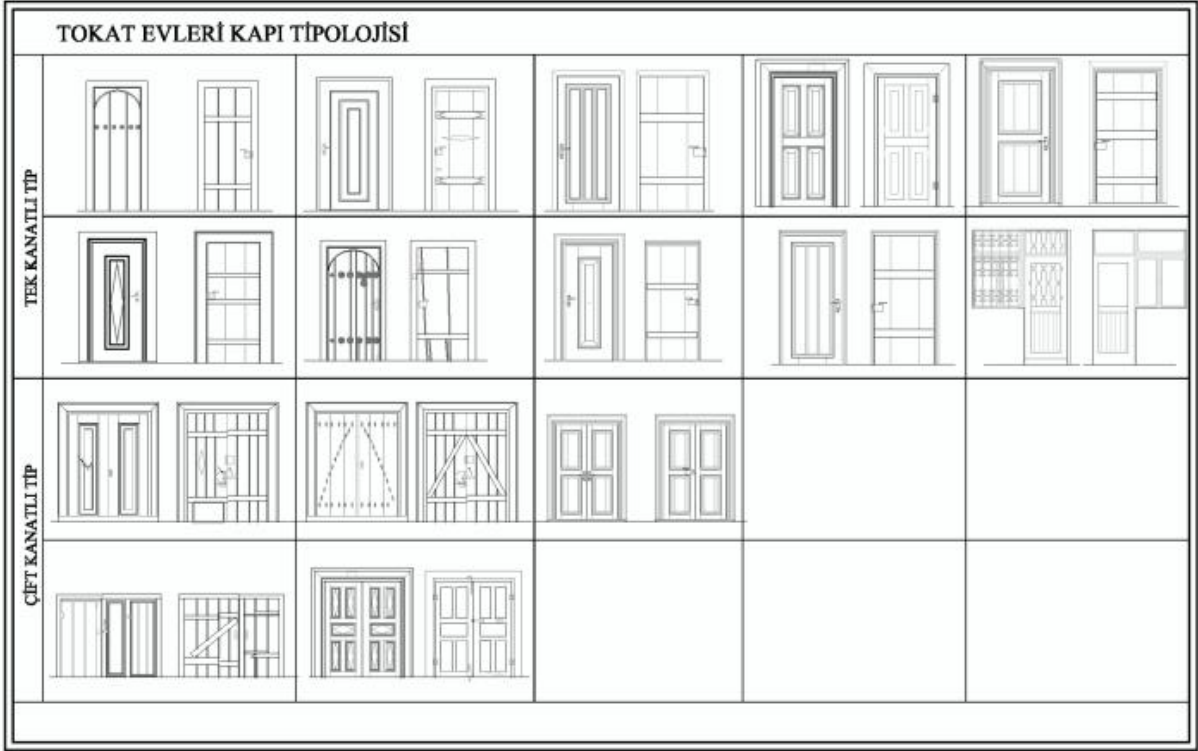 TOKAT EVLERİ KAPI TİPOLOJİSİ
TEK KANATLI TİP
ÇİFT KANATLI TİP